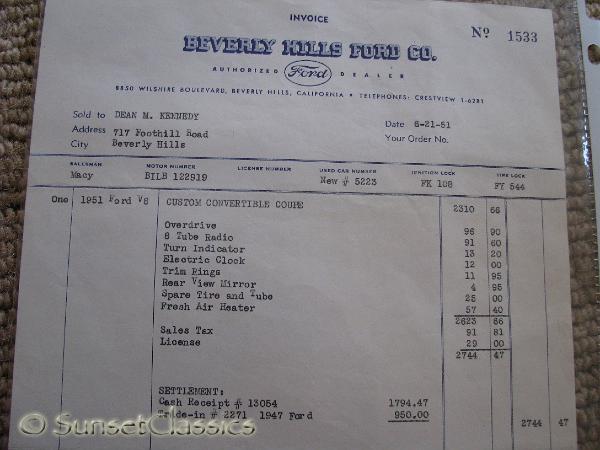 INVOICE
Nº 1533
BEVERLY HILLS FORD CO.
AUTHORIZED Ford DEALER
8850 WILSHIRE BOULEVARD, BEVERLY HILLS, CALIFORNIA • TELEPHONES: CRESTVIEW 1-6281
Sold to DEAN M. KENNEDY Date 6-21-51
Address 717 Foothill Road Your Order No.
City Beverly Hills
SALESMAN MOTOR NUMBER LICENSE NUMBER USED CAR NUMBER IGNITION LOCK TIRE LOCK
Macy B1LB 122919 New # 5223 FK 108 FY 544
One 1951 Ford V8 CUSTOM CONVERTIBLE COUPE 2310 66
Overdrive 96 90
8 Tube Radio 91 60
Turn Indicator 13 20
Electric Clock 12 00
Trim Rings 11 95
Rear View Mirror 4 95
Spare Tire and Tube 25 00
Fresh Air Heater 57 40
2623 66
Sales Tax 91 81
License 29 00
2744 47
SETTLEMENT:
Cash Receipt # 13054 1794.47
Trade-in # 2271 1947 Ford 950.00 2744 47
© SunsetClassics